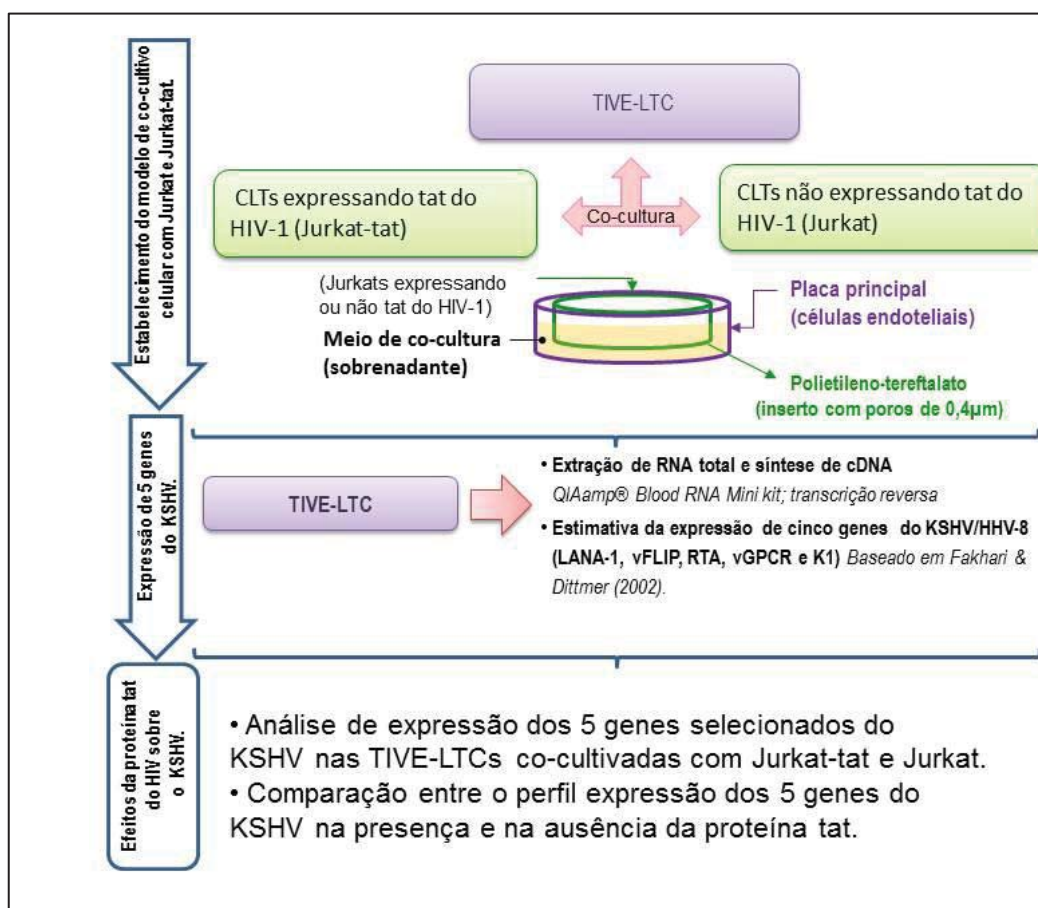 Estabelecimento do modelo de co-cultivo
celular com Jurkat e Jurkat-tat.
TIVE-LTC
CLTs expressando tat do
HIV-1 (Jurkat-tat)
Co-cultura
CLTs não expressando tat do
HIV-1 (Jurkat)
(Jurkats expressando
ou não tat do HIV-1)
Meio de co-cultura
(sobrenadante)
Placa principal
(células endoteliais)
Polietileno-tereftalato
(inserto com poros de 0,4µm)
Expressão de 5 genes
do KSHV.
TIVE-LTC
• Extração de RNA total e síntese de cDNA
QIAamp® Blood RNA Mini kit; transcrição reversa
• Estimativa da expressão de cinco genes do KSHV/HHV-8
(LANA-1, vFLIP, RTA, vGPCR e K1) Baseado em Fakhari &
Dittmer (2002).
Efeitos da proteína tat
do HIV sobre
o KSHV.
• Análise de expressão dos 5 genes selecionados do
KSHV nas TIVE-LTCs co-cultivadas com Jurkat-tat e Jurkat.
• Comparação entre o perfil expressão dos 5 genes do
KSHV na presença e na ausência da proteína tat.